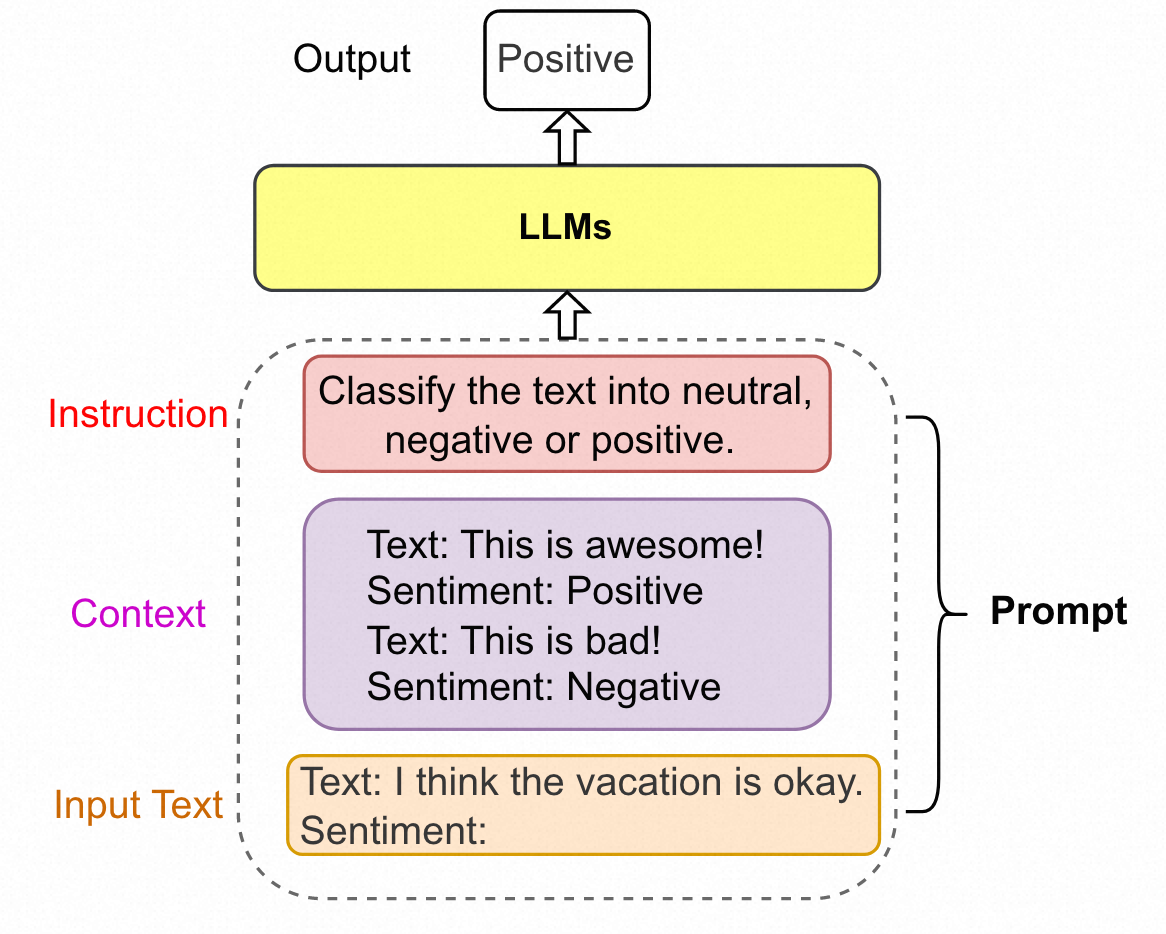 Output
Positive
LLMs
Instruction
Classify the text into neutral,
negative or positive.
Context
Text: This is awesome!
Sentiment: Positive
Text: This is bad!
Sentiment: Negative
Prompt
Input Text
Text: I think the vacation is okay.
Sentiment: